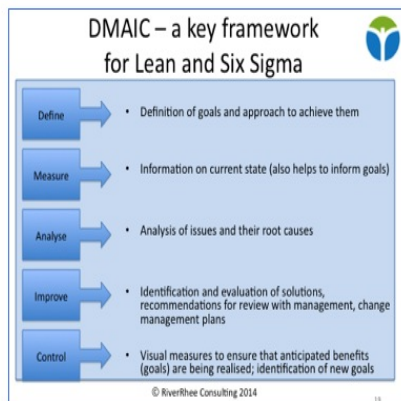 DMAIC – a key framework
for Lean and Six Sigma
Define
• Definition of goals and approach to achieve them
Measure
• Information on current state (also helps to inform goals)
Analyse
• Analysis of issues and their root causes
Improve
• Identification and evaluation of solutions,
recommendations for review with management, change
management plans
Control
• Visual measures to ensure that anticipated benefits
(goals) are being realised; identification of new goals
© RiverRhee Consulting 2014